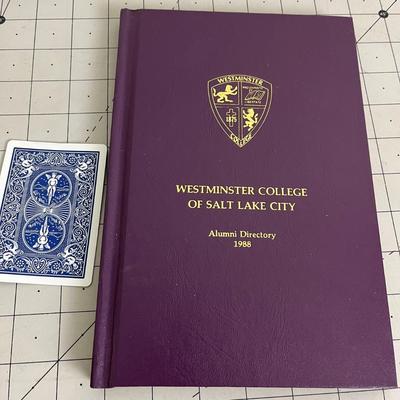 WESTMINSTER
1875
COLLEGE
WESTMINSTER COLLEGE
OF SALT LAKE CITY
Alumni Directory
1988